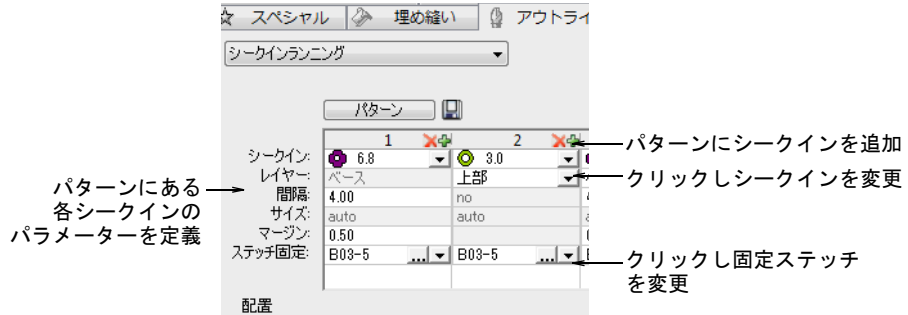 スペシャル 埋め縫い アウトライ
シークインランニング
パターン
1 2
シークイン: 6.8 3.0
レイヤー: ベース 上部
間隔: 4.00 no
サイズ: auto auto
マージン: 0.50
ステッチ固定: B03-5 ... B03-5 ...
配置
パターンにある
各シークインの
パラメーターを定義
パターンにシークインを追加
クリックしシークインを変更
クリックし固定ステッチ
を変更